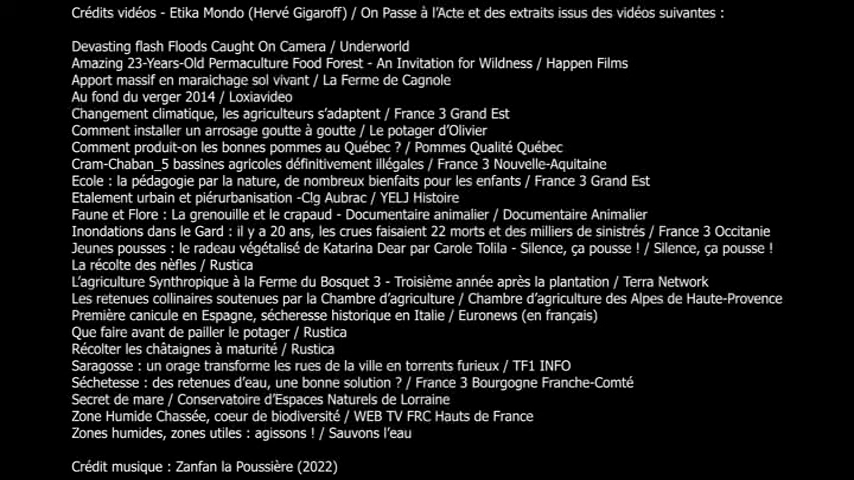 Crédits vidéos - Etika Mondo (Hervé Gigaroff) / On Passe à l'Acte et des extraits issus des vidéos suivantes :
Devasting flash Floods Caught On Camera / Underworld
Amazing 23-Years-Old Permaculture Food Forest - An Invitation for Wildness / Happen Films
Apport massif en maraichage sol vivant / La Ferme de Cagnole
Au fond du verger 2014 / Loxiavideo
Changement climatique, les agriculteurs s'adaptent / France 3 Grand Est
Comment installer un arrosage goutte à goutte / Le potager d'Olivier
Comment produit-on les bonnes pommes au Québec ? / Pommes Qualité Québec
Cram-Chaban_5 bassines agricoles définitivement illégales / France 3 Nouvelle-Aquitaine
Ecole : la pédagogie par la nature, de nombreux bienfaits pour les enfants / France 3 Grand Est
Etalement urbain et piérurbanisation -Clg Aubrac / YELJ Histoire
Faune et Flore : La grenouille et le crapaud - Documentaire animalier / Documentaire Animalier
Inondations dans le Gard : il y a 20 ans, les crues faisaient 22 morts et des milliers de sinistrés / France 3 Occitanie
Jeunes pousses : le radeau végétalisé de Katarina Dear par Carole Tolila - Silence, ça pousse ! / Silence, ça pousse !
La récolte des nèfles / Rustica
L'agriculture Synthropique à la Ferme du Bosquet 3 - Troisième année après la plantation / Terra Network
Les retenues collinaires soutenues par la Chambre d'agriculture / Chambre d'agriculture des Alpes de Haute-Provence
Première canicule en Espagne, sécheresse historique en Italie / Euronews (en français)
Que faire avant de pailler le potager / Rustica
Récolter les châtaignes à maturité / Rustica
Saragosse : un orage transforme les rues de la ville en torrents furieux / TF1 INFO
Séchetesse : des retenues d'eau, une bonne solution ? / France 3 Bourgogne Franche-Comté
Secret de mare / Conservatoire d'Espaces Naturels de Lorraine
Zone Humide Chassée, coeur de biodiversité / WEB TV FRC Hauts de France
Zones humides, zones utiles : agissons ! / Sauvons l'eau
Crédit musique : Zanfan la Poussière (2022)